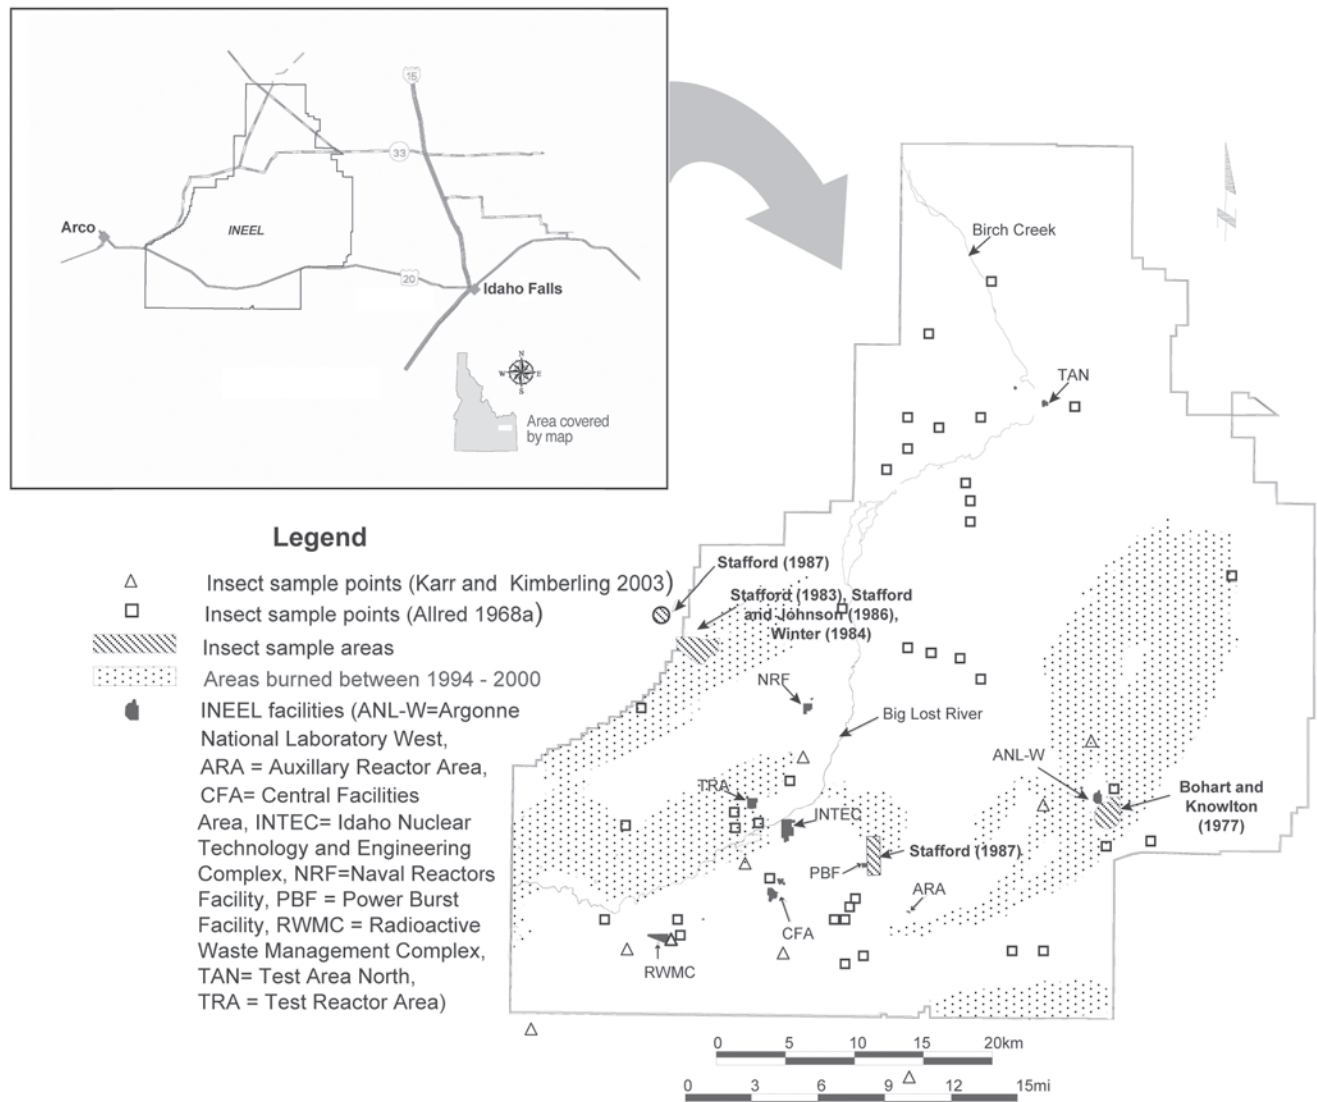 15
33
Arco
INEEL
20
Idaho Falls
N
W E
S
Area covered
by map
N
Birch Creek
TAN
Legend
Insect sample points (Karr and Kimberling 2003)
Insect sample points (Allred 1968a)
Insect sample areas
Areas burned between 1994 - 2000
INEEL facilities (ANL-W=Argonne
National Laboratory West,
ARA = Auxillary Reactor Area,
CFA= Central Facilities
Area, INTEC= Idaho Nuclear
Technology and Engineering
Complex, NRF=Naval Reactors
Facility, PBF = Power Burst
Facility, RWMC = Radioactive
Waste Management Complex,
TAN= Test Area North,
TRA = Test Reactor Area)
Stafford (1987)
Stafford (1983), Stafford
and Johnson (1986),
Winter (1984)
NRF
Big Lost River
ANL-W
TRA
Bohart and
Knowlton
(1977)
INTEC
Stafford (1987)
PBF
ARA
CFA
RWMC
0 5 10 15 20km
0 3 6 9 12 15mi